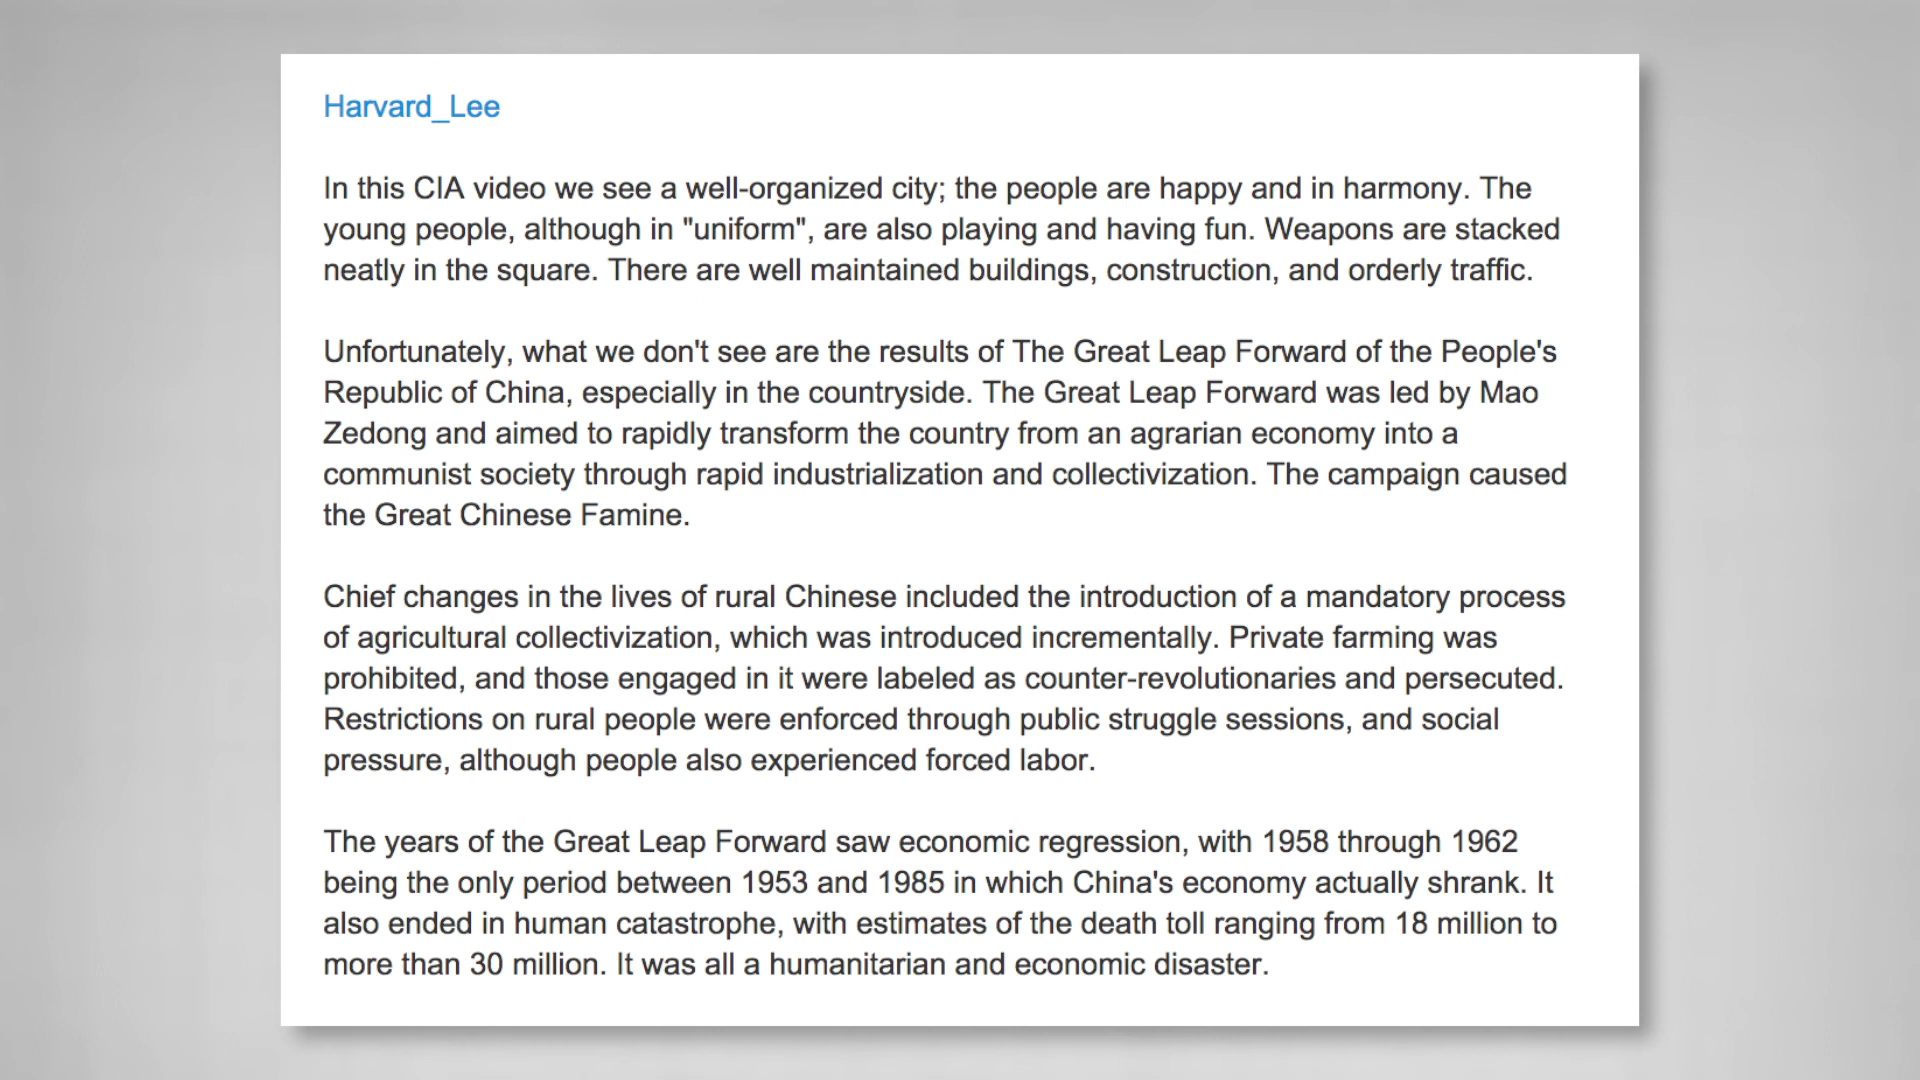 Harvard_Lee
In this CIA video we see a well-organized city; the people are happy and in harmony. The
young people, although in "uniform", are also playing and having fun. Weapons are stacked
neatly in the square. There are well maintained buildings, construction, and orderly traffic.
Unfortunately, what we don't see are the results of The Great Leap Forward of the People's
Republic of China, especially in the countryside. The Great Leap Forward was led by Mao
Zedong and aimed to rapidly transform the country from an agrarian economy into a
communist society through rapid industrialization and collectivization. The campaign caused
the Great Chinese Famine.
Chief changes in the lives of rural Chinese included the introduction of a mandatory process
of agricultural collectivization, which was introduced incrementally. Private farming was
prohibited, and those engaged in it were labeled as counter-revolutionaries and persecuted.
Restrictions on rural people were enforced through public struggle sessions, and social
pressure, although people also experienced forced labor.
The years of the Great Leap Forward saw economic regression, with 1958 through 1962
being the only period between 1953 and 1985 in which China's economy actually shrank. It
also ended in human catastrophe, with estimates of the death toll ranging from 18 million to
more than 30 million. It was all a humanitarian and economic disaster.